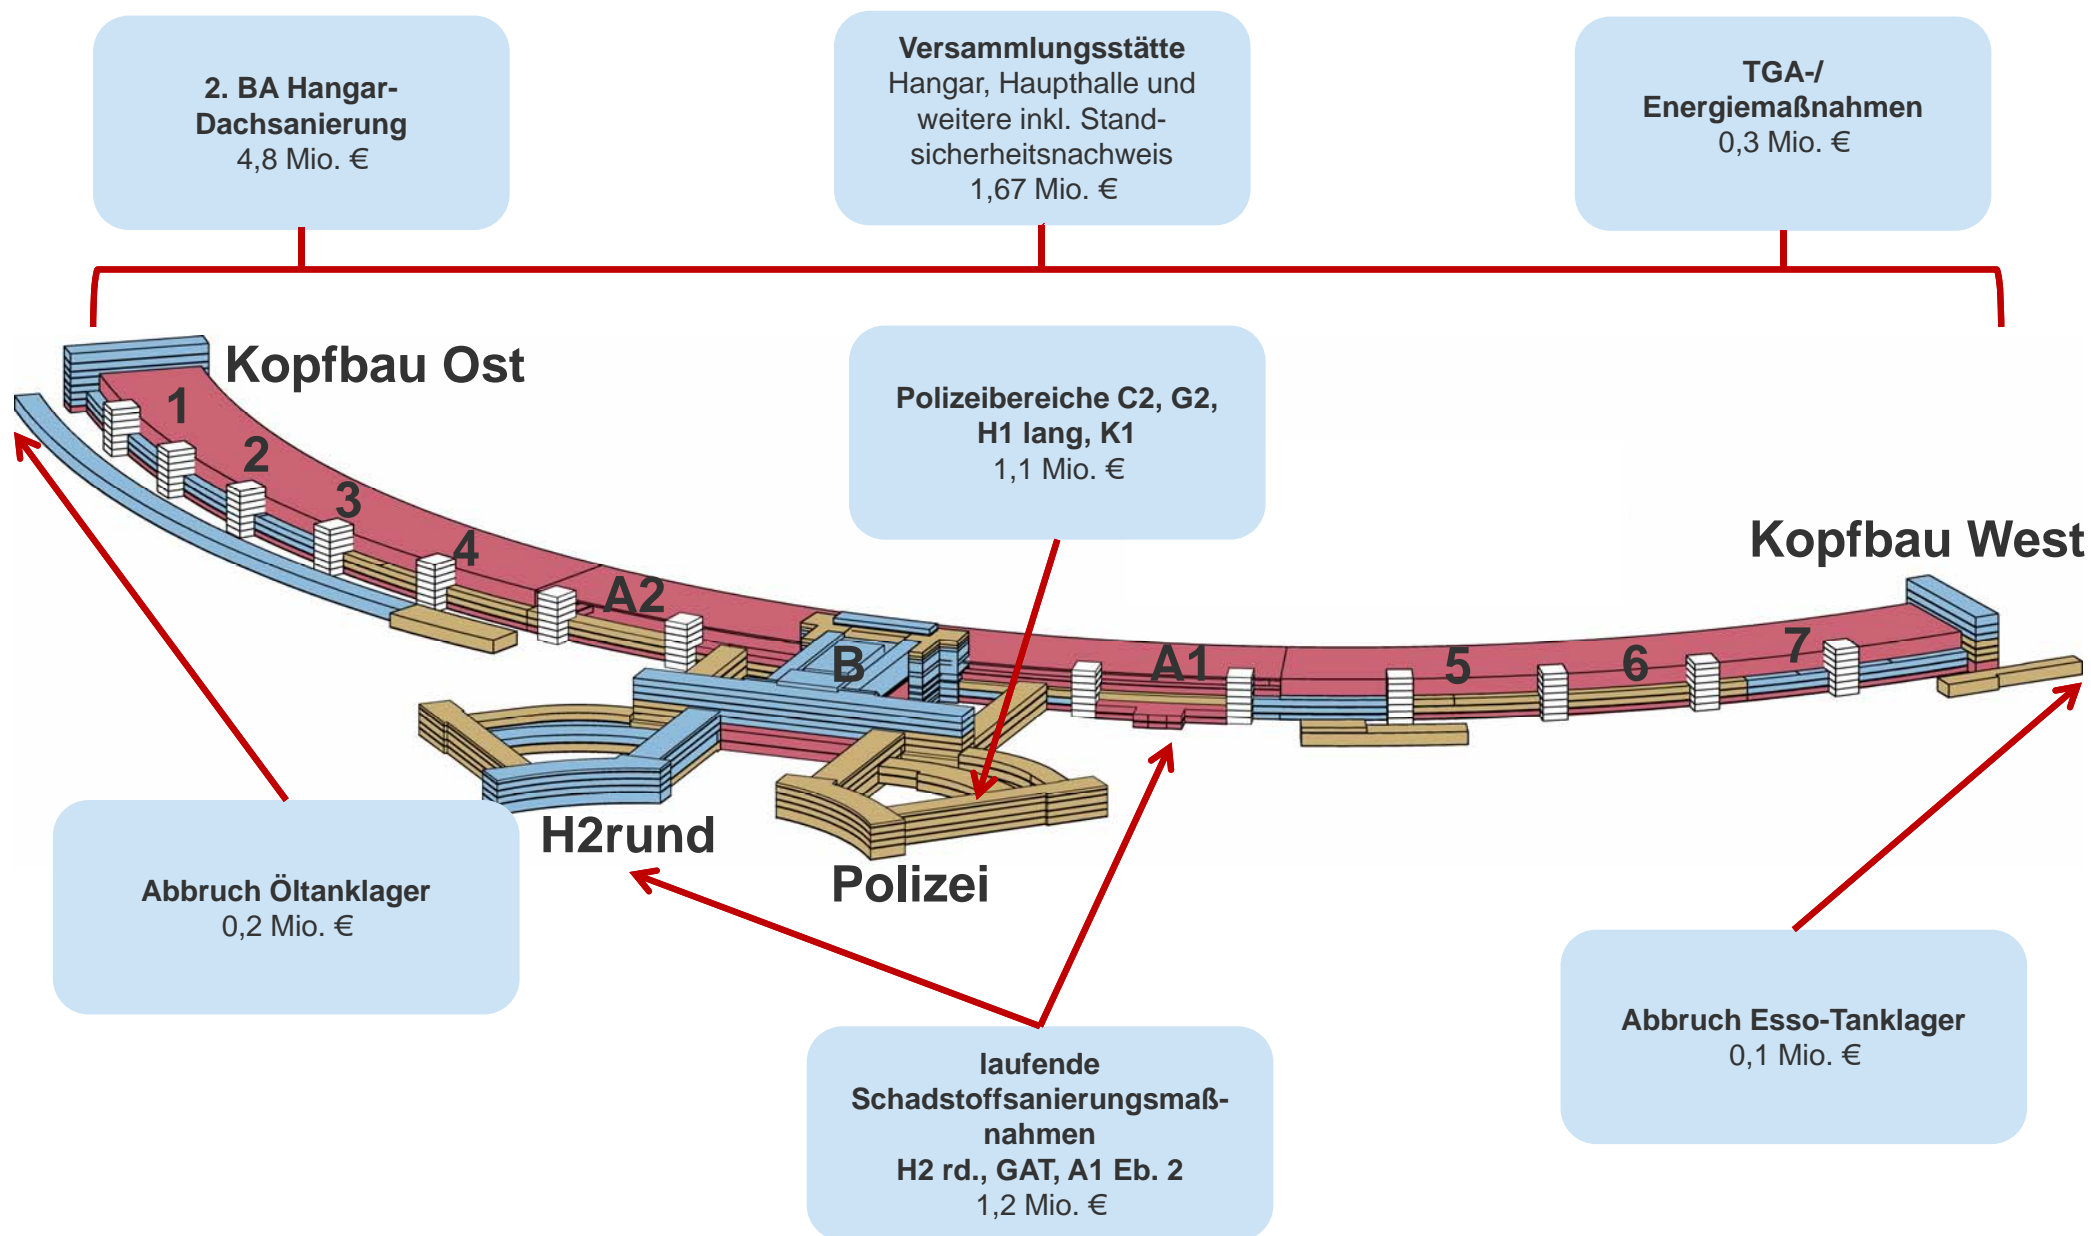 2. BA Hangar-
Dachsanierung
4,8 Mio. €
Versammlungsstätte
Hangar, Haupthalle und
weitere inkl. Stand-
sicherheitsnachweis
1,67 Mio. €
TGA-/
Energiemaßnahmen
0,3 Mio. €
Kopfbau Ost
Polizeibereiche C2, G2,
H1 lang, K1
1,1 Mio. €
Kopfbau West
1
2
3
4
A2
B
A1
5
6
7
H2rund
Polizei
Abbruch Öltanklager
0,2 Mio. €
laufende
Schadstoffsanierungsmaß-
nahmen
H2 rd., GAT, A1 Eb. 2
1,2 Mio. €
Abbruch Esso-Tanklager
0,1 Mio. €